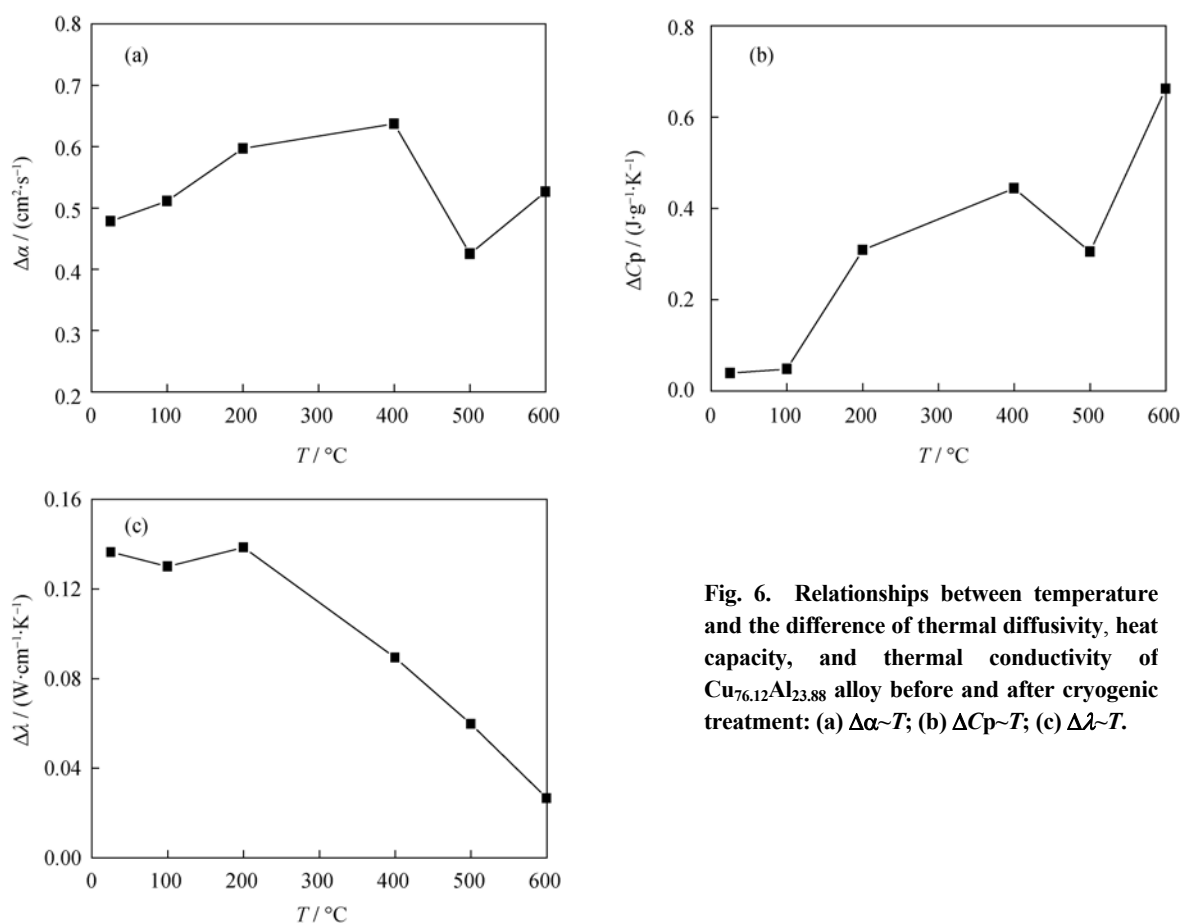 0.8
(a)
0.7
0.6
0.5
0.4
0.3
0.2
Δα / (cm²·s⁻¹)
0 100 200 300 400 500 600
T / °C
0.8
(b)
0.6
0.4
0.2
0.0
ΔCp / (J·g⁻¹·K⁻¹)
0 100 200 300 400 500 600
T / °C
0.16
(c)
0.12
0.08
0.04
0.00
Δλ / (W·cm⁻¹·K⁻¹)
0 100 200 300 400 500 600
T / °C
Fig. 6. Relationships between temperature
and the difference of thermal diffusivity, heat
capacity, and thermal conductivity of
Cu₇₆.₁₂Al₂₃.₈₈ alloy before and after cryogenic
treatment: (a) Δα~T; (b) ΔCp~T; (c) Δλ~T.